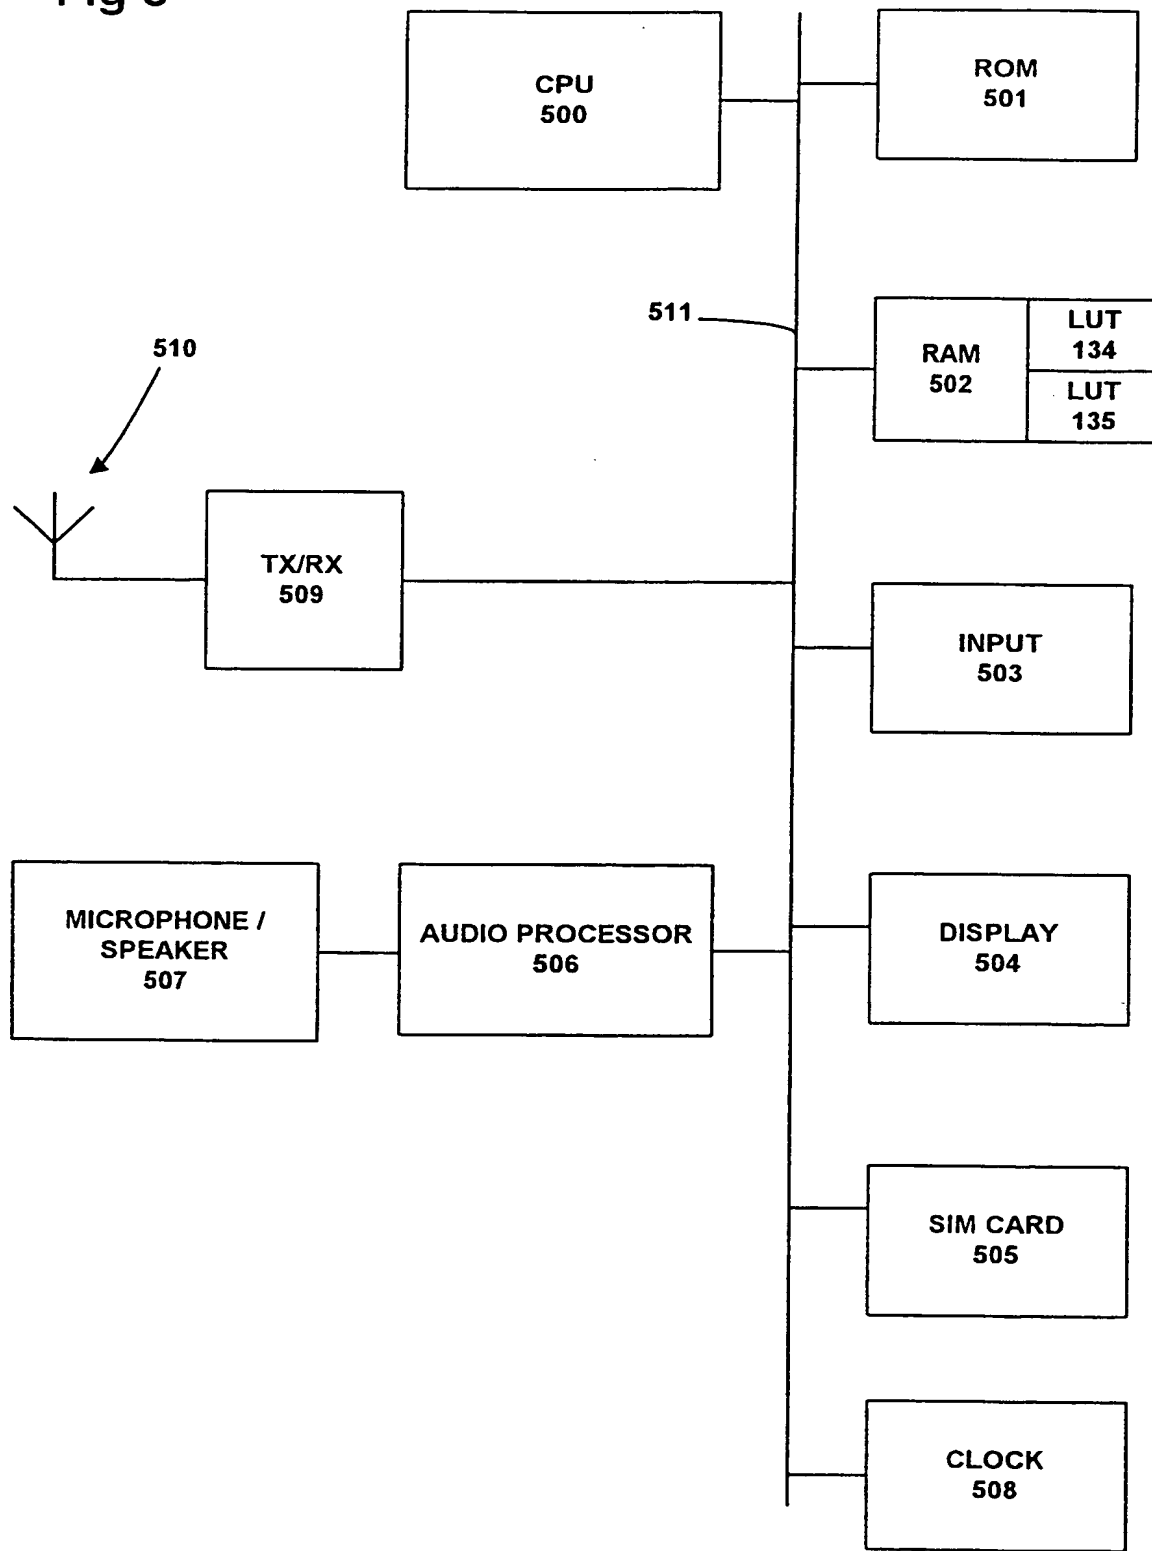 CPU
500
ROM
501
511
RAM
502
LUT
134
LUT
135
510
TX/RX
509
INPUT
503
MICROPHONE /
SPEAKER
507
AUDIO PROCESSOR
506
DISPLAY
504
SIM CARD
505
CLOCK
508